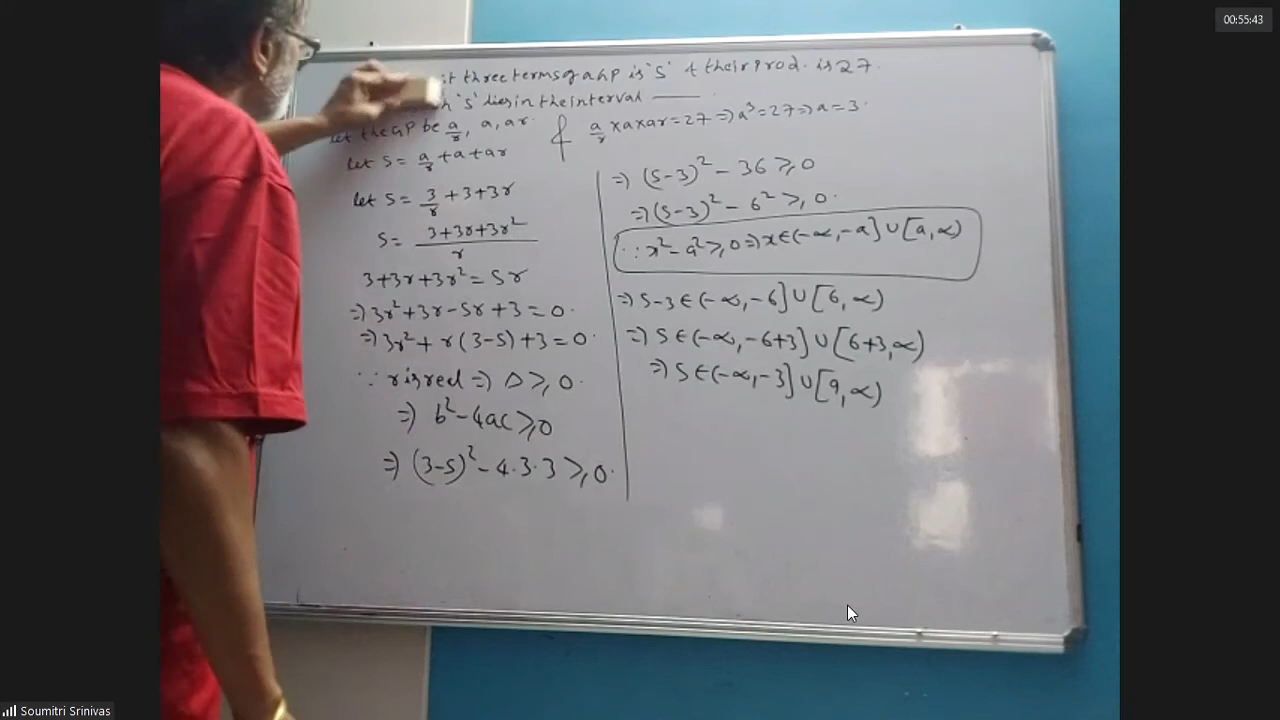 00:55:43
three terms of a GP is 'S' & their prod. is 27.
'S' lies in the interval ——
let the GP be a/r, a, ar. & a/r × a × ar = 27 ⇒ a³ = 27 ⇒ a = 3.
let S = a/r + a + ar
let S = 3/r + 3 + 3r
S = (3 + 3r + 3r²)/r
3 + 3r + 3r² = Sr
⇒ 3r² + 3r - Sr + 3 = 0.
⇒ 3r² + r(3-S) + 3 = 0.
∵ r is real ⇒ D ≥ 0.
⇒ b² - 4ac ≥ 0
⇒ (3-S)² - 4·3·3 ≥ 0.
⇒ (S-3)² - 36 ≥ 0
⇒ (S-3)² - 6² ≥ 0.
∵ x² - a² ≥ 0 ⇒ x ∈ (-∞, -a] ∪ [a, ∞)
⇒ S-3 ∈ (-∞, -6] ∪ [6, ∞)
⇒ S ∈ (-∞, -6+3] ∪ [6+3, ∞)
⇒ S ∈ (-∞, -3] ∪ [9, ∞)
Soumitri Srinivas